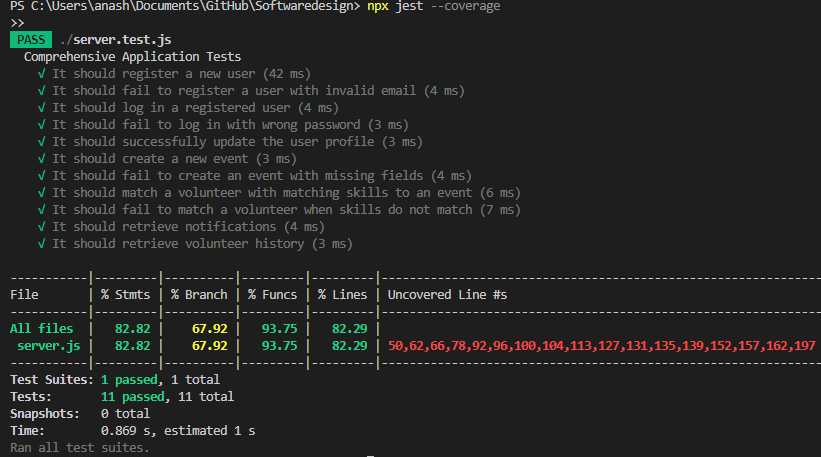 PS C:\Users\anash\Documents\GitHub\Softwaredesign> npx jest --coverage
>>
PASS ./server.test.js
Comprehensive Application Tests
√ It should register a new user (42 ms)
√ It should fail to register a user with invalid email (4 ms)
√ It should log in a registered user (4 ms)
√ It should fail to log in with wrong password (3 ms)
√ It should successfully update the user profile (3 ms)
√ It should create a new event (3 ms)
√ It should fail to create an event with missing fields (4 ms)
√ It should match a volunteer with matching skills to an event (6 ms)
√ It should fail to match a volunteer when skills do not match (7 ms)
√ It should retrieve notifications (4 ms)
√ It should retrieve volunteer history (3 ms)
-----------|---------|----------|---------|---------|------------------------------------------------------
File       | % Stmts | % Branch | % Funcs | % Lines | Uncovered Line #s
-----------|---------|----------|---------|---------|------------------------------------------------------
All files  |   82.82 |    67.92 |   93.75 |   82.29 |
server.js |   82.82 |    67.92 |   93.75 |   82.29 | 50,62,66,78,92,96,100,104,113,127,131,135,139,152,157,162,197
-----------|---------|----------|---------|---------|------------------------------------------------------
Test Suites: 1 passed, 1 total
Tests:       11 passed, 11 total
Snapshots:   0 total
Time:        0.869 s, estimated 1 s
Ran all test suites.